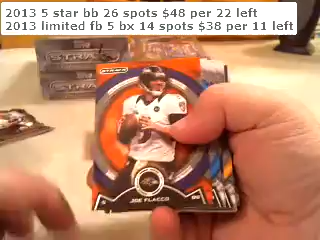 2013 5 star bb 26 spots $48 per 22 left
2013 limited fb 5 bx 14 spots $38 per 11 left
STRATA
JOE FLACCO